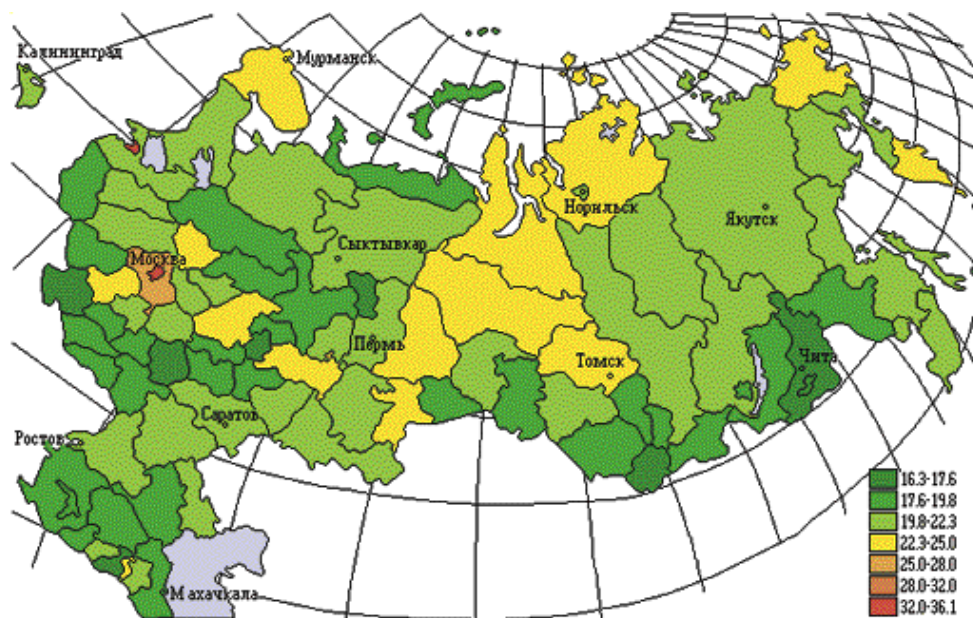 Калининград
Мурманск
Норильск
Якутск
Сыктывкар
Москва
Пермь
Томск
Чита
Саратов
Ростов
Махачкала
16.3-17.6
17.6-19.8
19.8-22.3
22.3-25.0
25.0-28.0
28.0-32.0
32.0-36.1